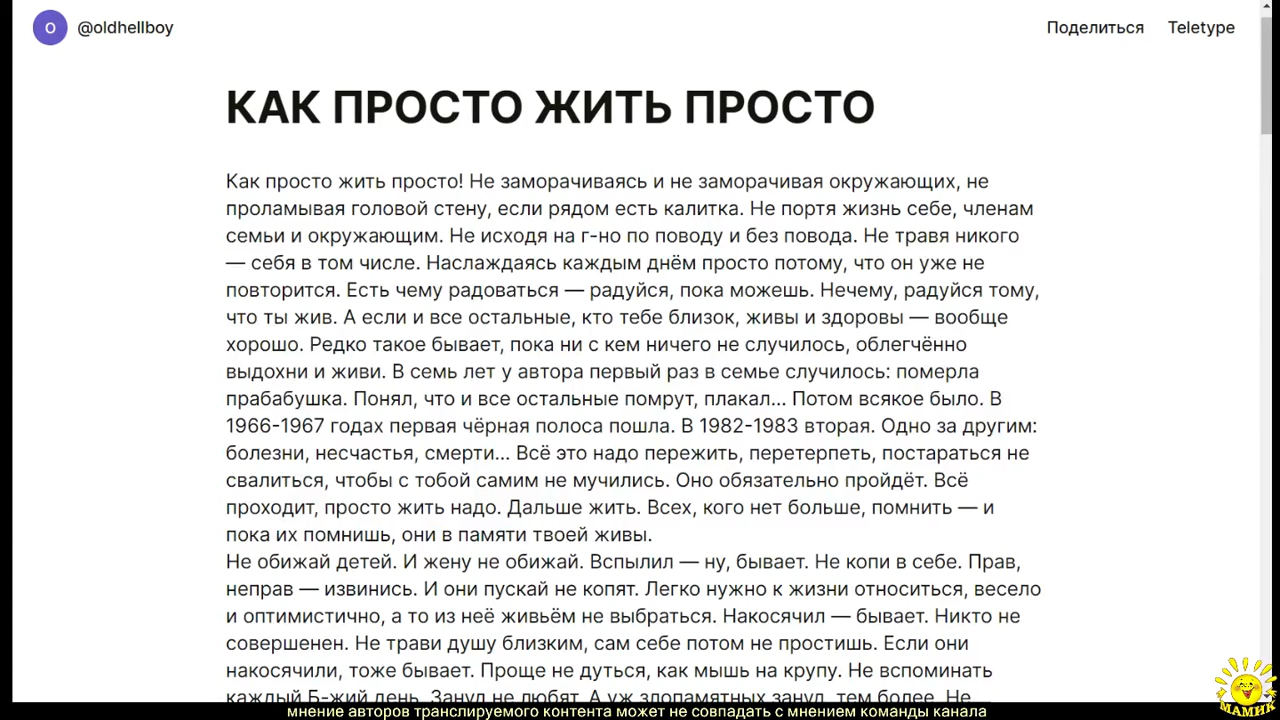 O @oldhellboy Поделиться Teletype
КАК ПРОСТО ЖИТЬ ПРОСТО
Как просто жить просто! Не заморачиваясь и не заморачивая окружающих, не
проламывая головой стену, если рядом есть калитка. Не портя жизнь себе, членам
семьи и окружающим. Не исходя на г-но по поводу и без повода. Не травя никого
— себя в том числе. Наслаждаясь каждым днём просто потому, что он уже не
повторится. Есть чему радоваться — радуйся, пока можешь. Нечему, радуйся тому,
что ты жив. А если и все остальные, кто тебе близок, живы и здоровы — вообще
хорошо. Редко такое бывает, пока ни с кем ничего не случилось, облегчённо
выдохни и живи. В семь лет у автора первый раз в семье случилось: померла
прабабушка. Понял, что и все остальные помрут, плакал... Потом всякое было. В
1966-1967 годах первая чёрная полоса пошла. В 1982-1983 вторая. Одно за другим:
болезни, несчастья, смерти... Всё это надо пережить, перетерпеть, постараться не
свалиться, чтобы с тобой самим не мучились. Оно обязательно пройдёт. Всё
проходит, просто жить надо. Дальше жить. Всех, кого нет больше, помнить — и
пока их помнишь, они в памяти твоей живы.
Не обижай детей. И жену не обижай. Вспылил — ну, бывает. Не копи в себе. Прав,
неправ — извинись. И они пускай не копят. Легко нужно к жизни относиться, весело
и оптимистично, а то из неё живьём не выбраться. Накосячил — бывает. Никто не
совершенен. Не трави душу близким, сам себе потом не простишь. Если они
накосячили, тоже бывает. Проще не дуться, как мышь на крупу. Не вспоминать
каждый Б-жий день. Зануд не любят. А уж злопамятных зануд, тем более. Не
мнение авторов транслируемого контента может не совпадать с мнением команды канала
МАМИК